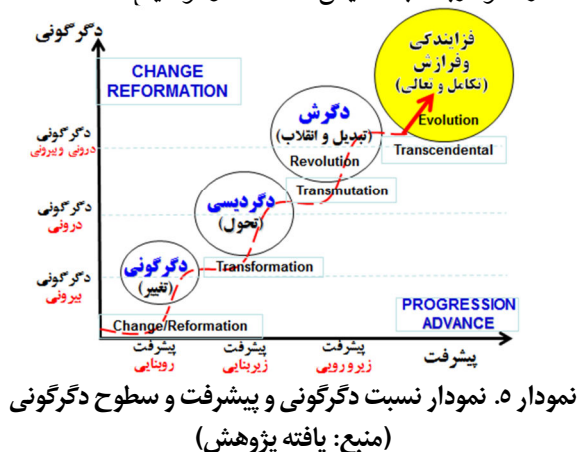 دگرگونی
CHANGE
REFORMATION
فزایندگی
وفرازش
(تکامل و تعالی)
Evolution
Transcendental
دگرش
(تبدیل و انقلاب)
Revolution
Transmutation
دگرگونی
درونی وبیرونی
دگردیسی
(تحول)
Transformation
دگرگونی
درونی
دگرگونی
(تغییر)
Change/Reformation
دگرگونی
بیرونی
PROGRESSION
ADVANCE
پیشرفت
روبنایی
پیشرفت
زیربنایی
پیشرفت
زیرورویی
پیشرفت
نمودار ۵. نمودار نسبت دگرگونی و پیشرفت و سطوح دگرگونی
(منبع: یافته پژوهش)